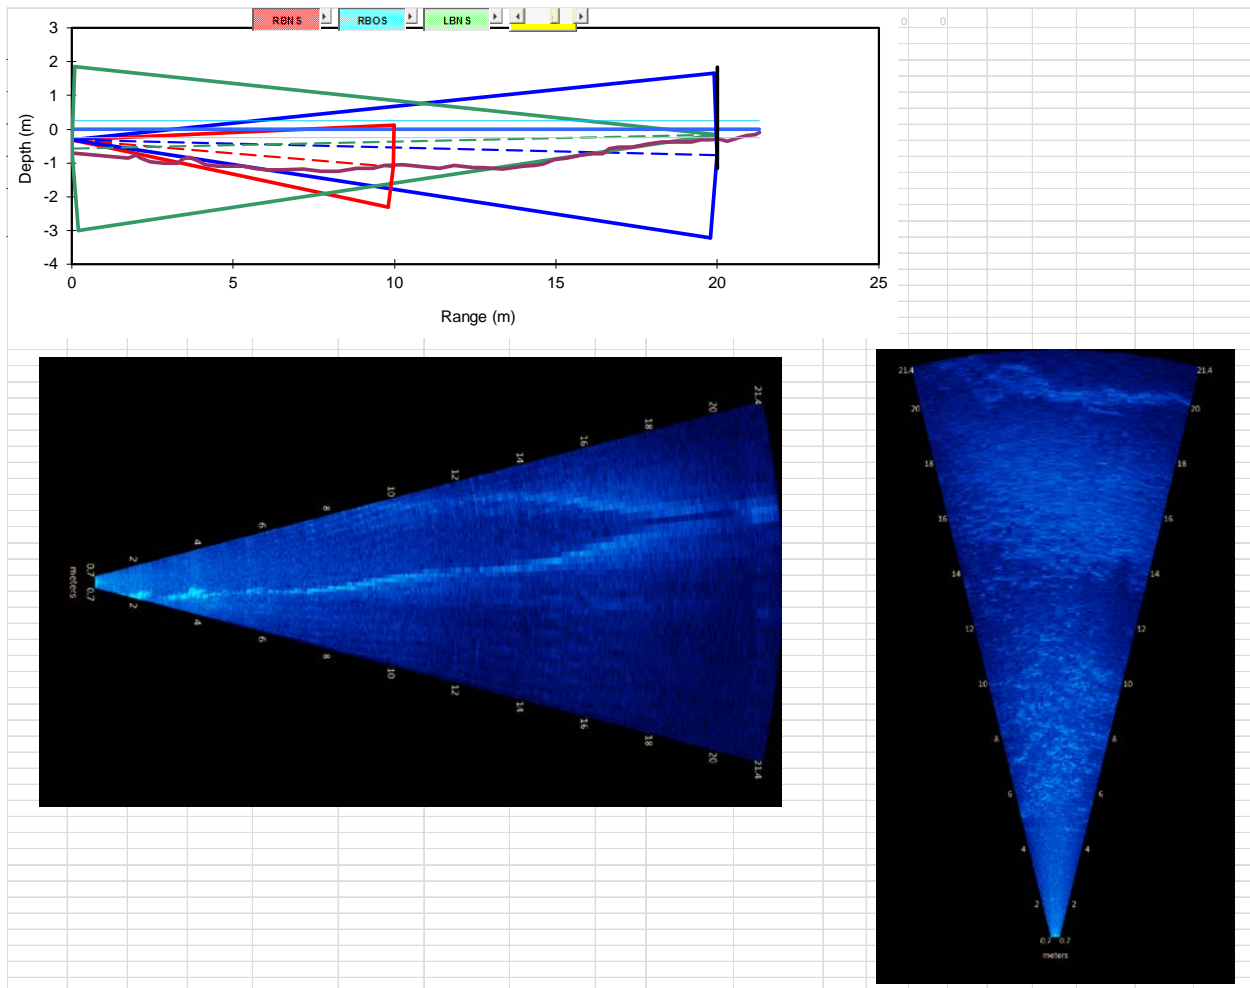 RBNS RBOS LBNS
0 0
3
2
1
0
-1
-2
-3
-4
Depth (m)
0 5 10 15 20 25
Range (m)
meters
0.7 2 4 6 8 10 12 14 16 18 20 21.4
0.7 2 4 6 8 10 12 14 16 18 20 21.4
21.4 21.4
20 20
18 18
16 16
14 14
12 12
10 10
8 8
6 6
4 4
2 2
0.7 0.7
meters